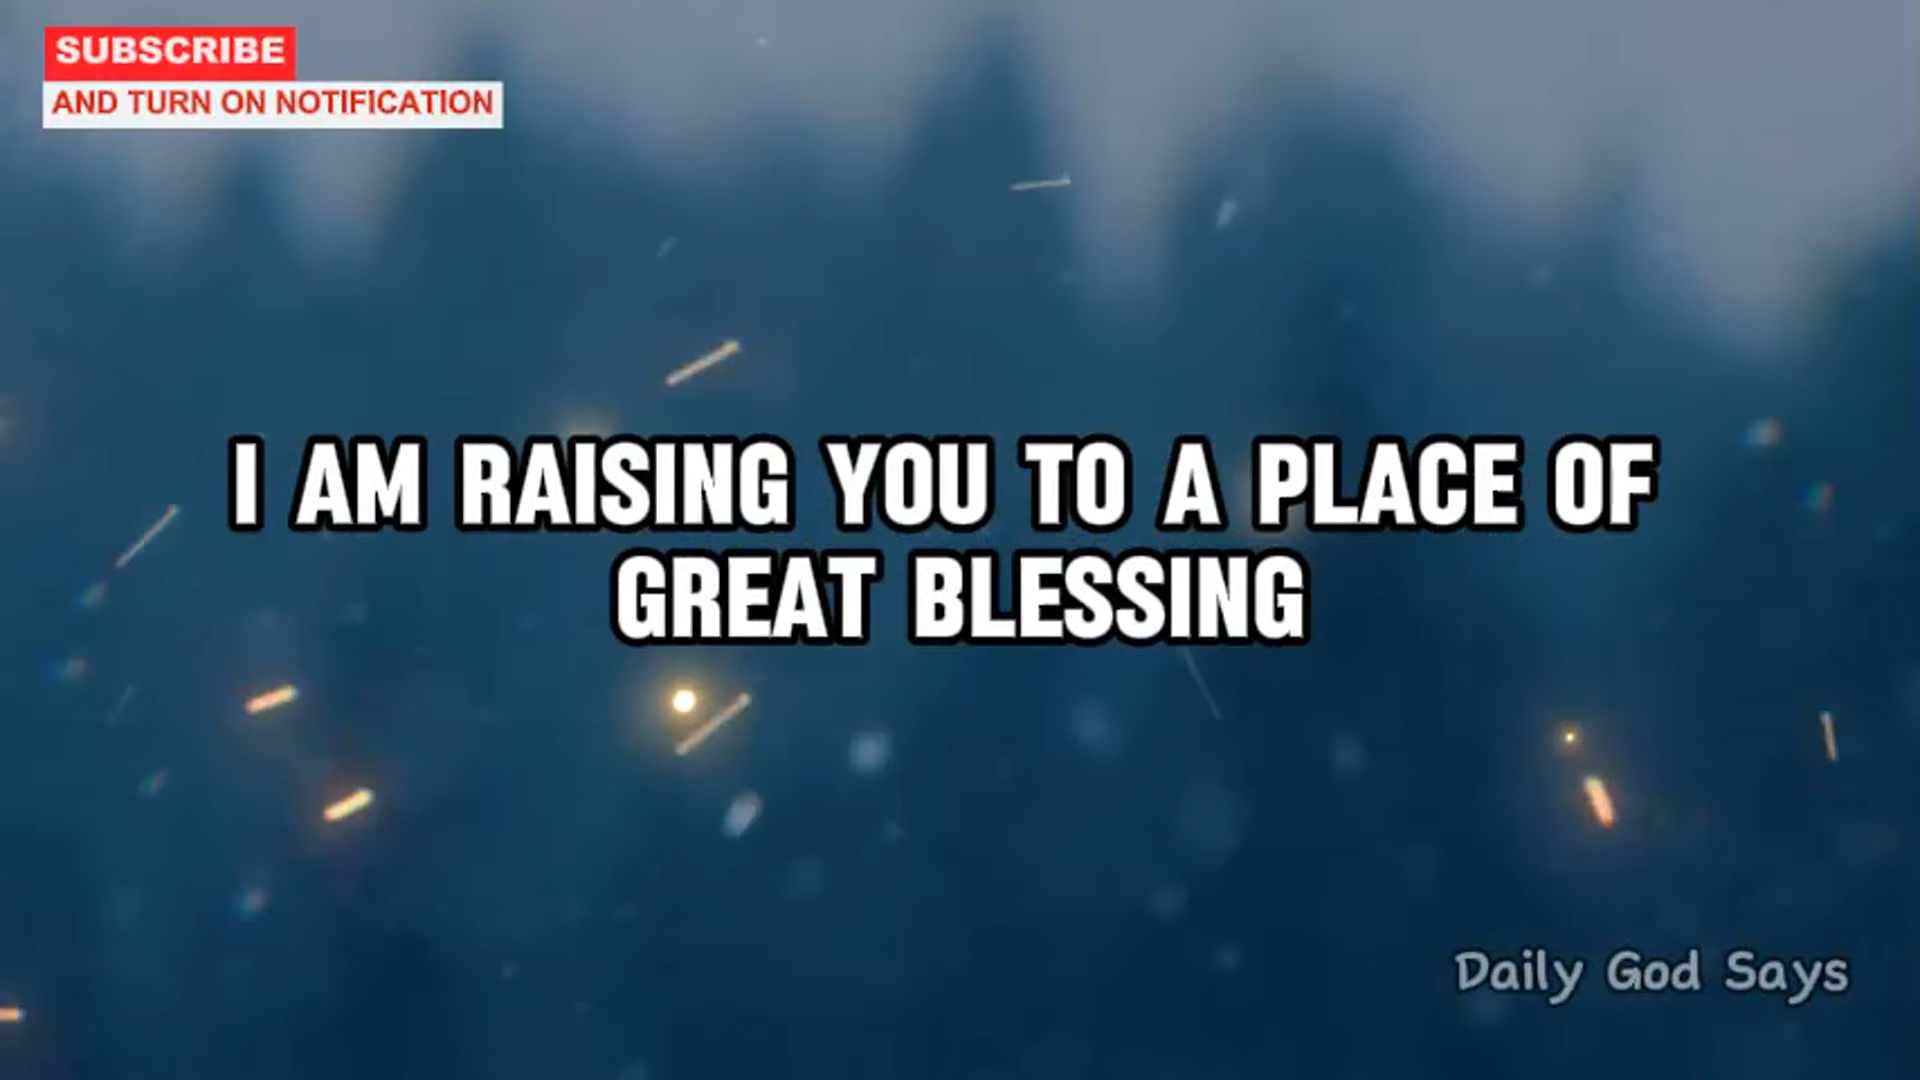 SUBSCRIBE
AND TURN ON NOTIFICATION
I AM RAISING YOU TO A PLACE OF
GREAT BLESSING
Daily God Says